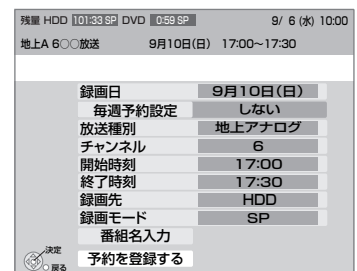 残量 HDD 101:33 SP DVD 0:59 SP 9/ 6 (水) 10:00
地上A 6○○放送 9月10日(日) 17:00~17:30
録画日 9月10日(日)
毎週予約設定 しない
放送種別 地上アナログ
チャンネル 6
開始時刻 17:00
終了時刻 17:30
録画先 HDD
録画モード SP
番組名入力
予約を登録する
決定
戻る